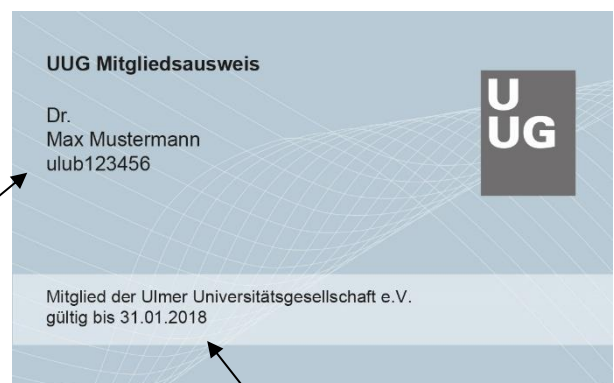 UUG Mitgliedsausweis
Dr.
Max Mustermann
ulub123456
U
UG
Mitglied der Ulmer Universitätsgesellschaft e.V.
gültig bis 31.01.2018